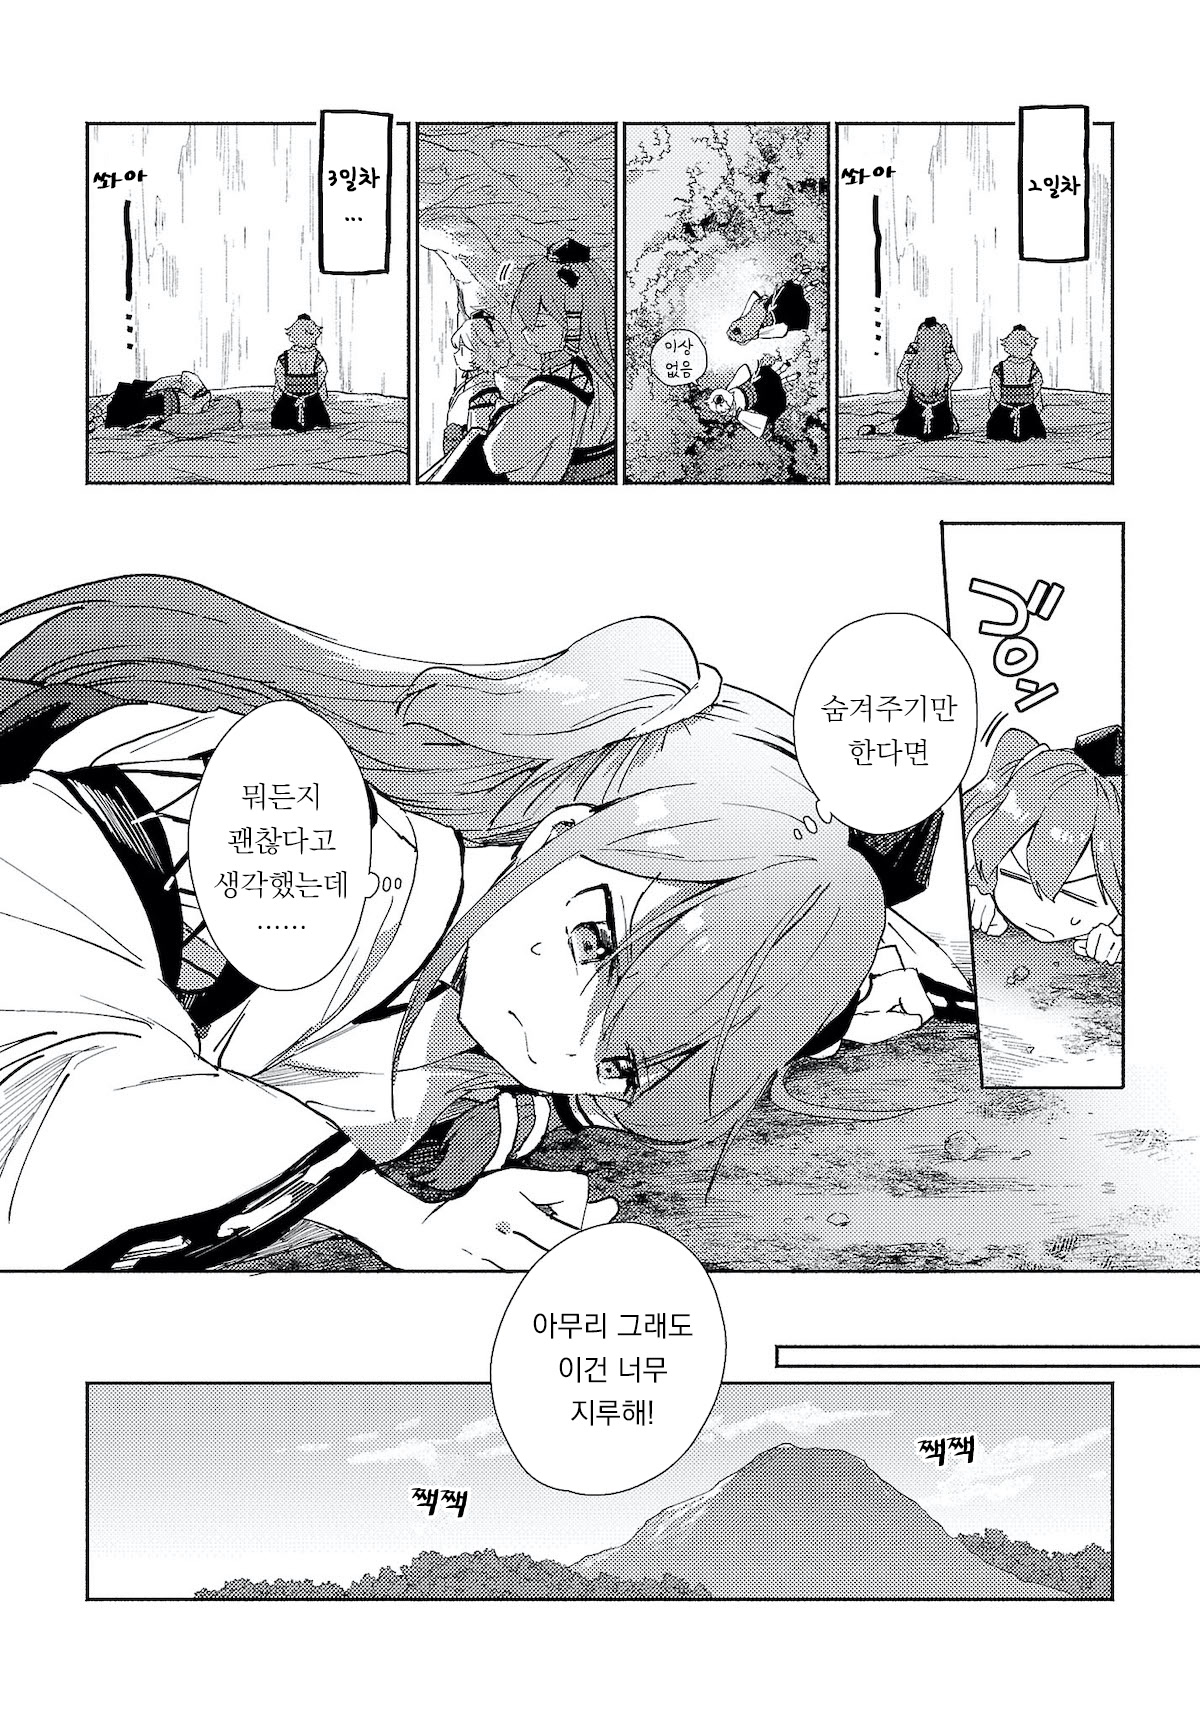 2일차
쏴아
이상
없음
3일차
...
쏴아
구오
숨겨주기만
한다면
뭐든지
괜찮다고
생각했는데
......
아무리 그래도
이건 너무
지루해!
짹짹
짹짹